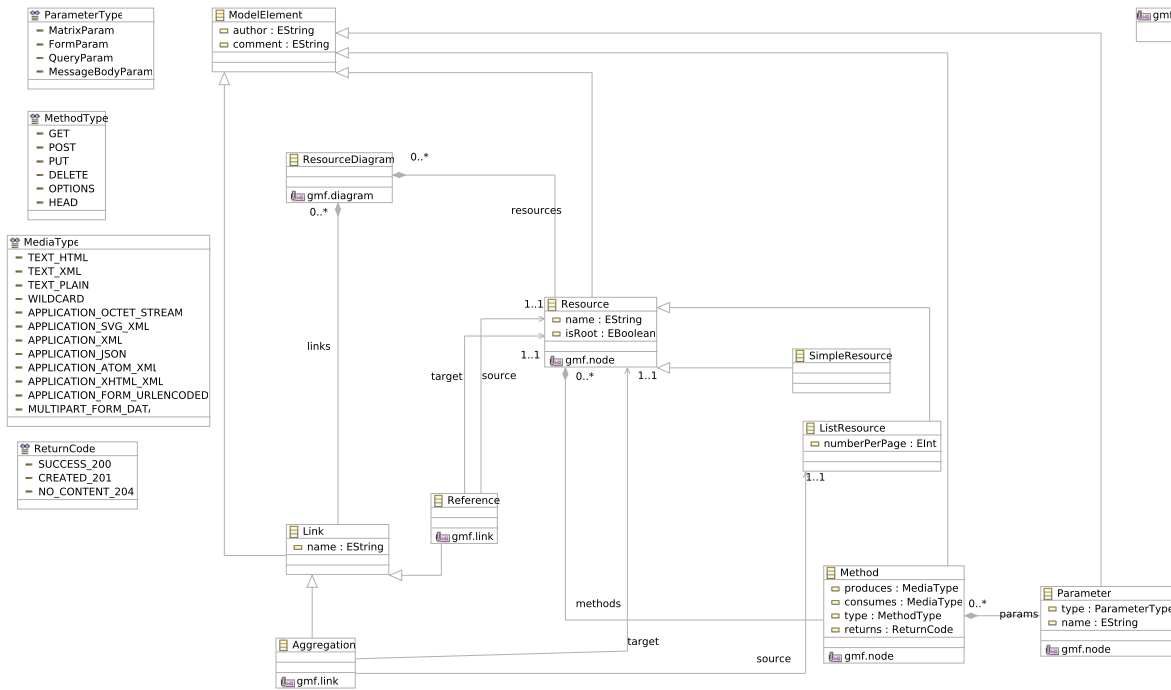 ParameterType
MatrixParam
FormParam
QueryParam
MessageBodyParam
ModelElement
author : EString
comment : EString
gmf
MethodType
GET
POST
PUT
DELETE
OPTIONS
HEAD
ResourceDiagram
gmf.diagram
0..*
0..*
resources
MediaType
TEXT_HTML
TEXT_XML
TEXT_PLAIN
WILDCARD
APPLICATION_OCTET_STREAM
APPLICATION_SVG_XML
APPLICATION_XML
APPLICATION_JSON
APPLICATION_ATOM_XML
APPLICATION_XHTML_XML
APPLICATION_FORM_URLENCODED
MULTIPART_FORM_DATA
links
1..1
Resource
name : EString
isRoot : EBoolean
gmf.node
1..1
0..*
1..1
target
source
SimpleResource
ListResource
numberPerPage : EInt
1..1
ReturnCode
SUCCESS_200
CREATED_201
NO_CONTENT_204
Reference
gmf.link
Link
name : EString
Method
produces : MediaType
consumes : MediaType
type : MethodType
returns : ReturnCode
gmf.node
0..*
params
Parameter
type : ParameterType
name : EString
gmf.node
methods
target
source
Aggregation
gmf.link